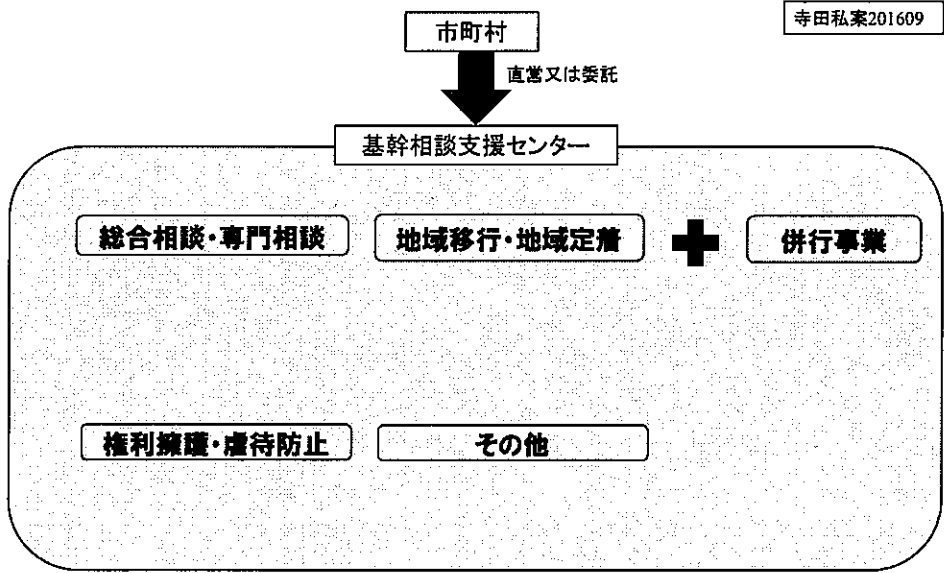 寺田私案201609
市町村
直営又は委託
基幹相談支援センター
総合相談・専門相談
地域移行・地域定着
併行事業
権利擁護・虐待防止
その他